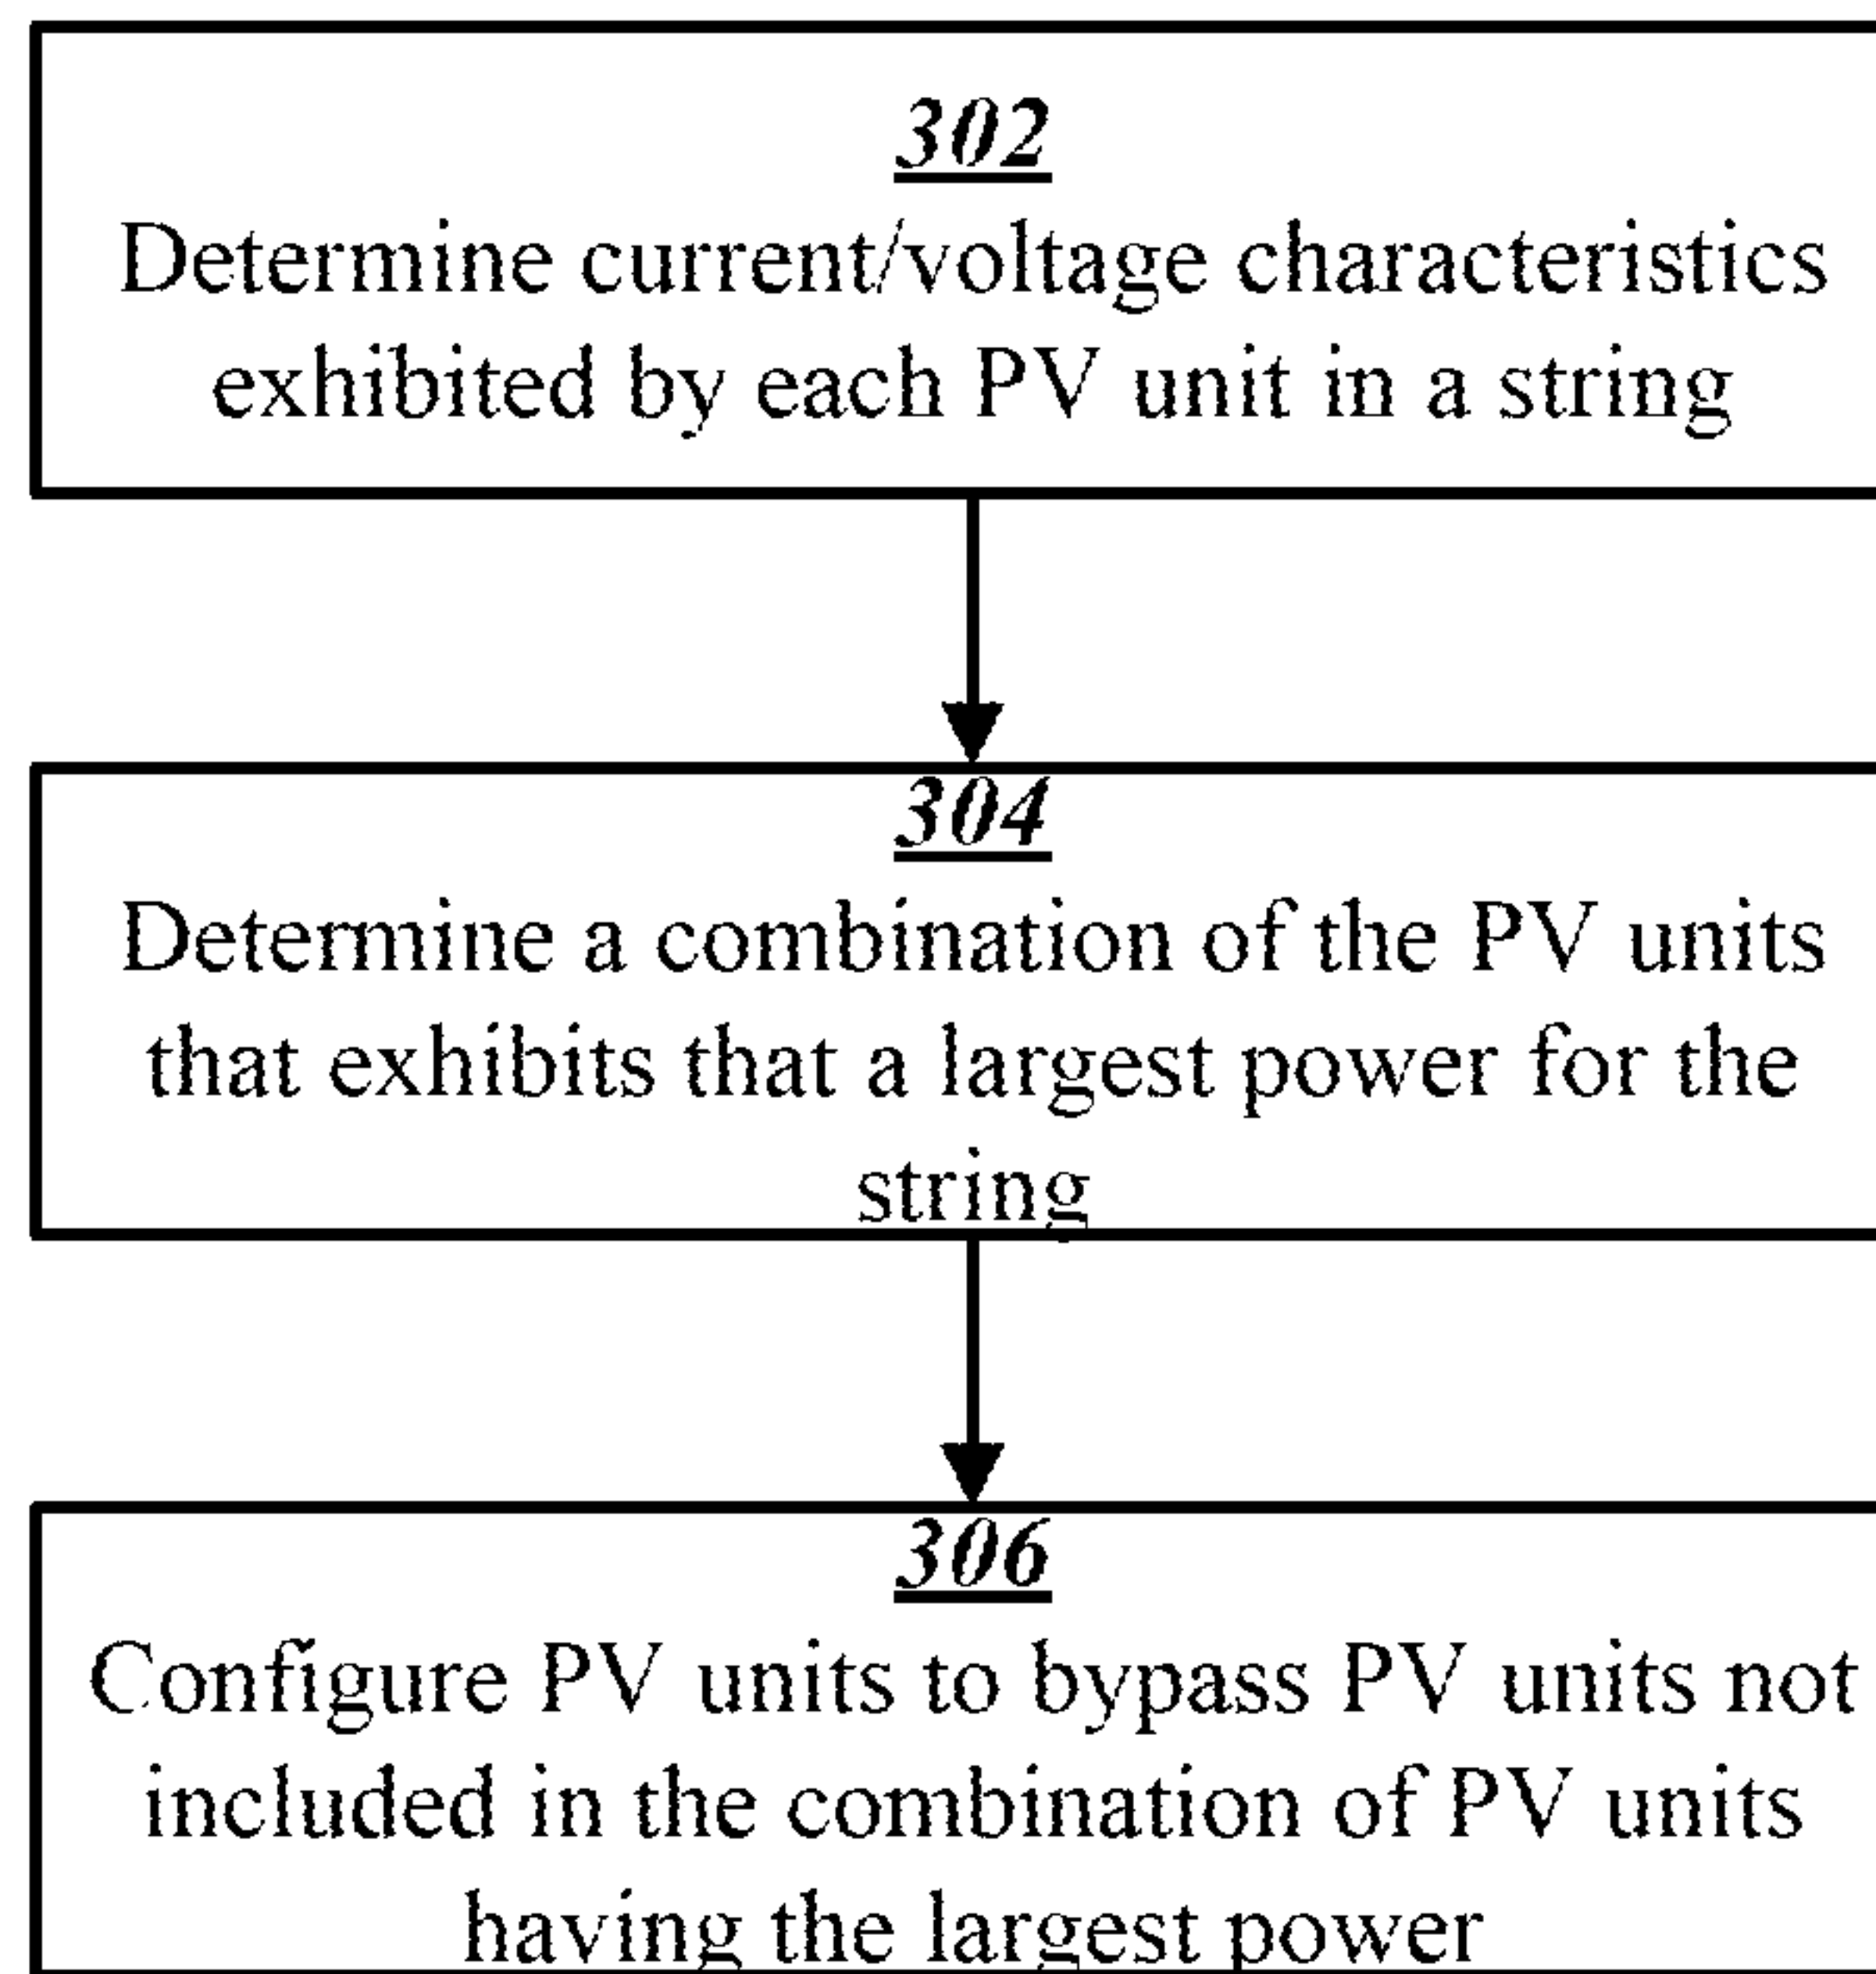 302
Determine current/voltage characteristics
exhibited by each PV unit in a string
304
Determine a combination of the PV units
that exhibits that a largest power for the
string
306
Configure PV units to bypass PV units not
included in the combination of PV units
having the largest power